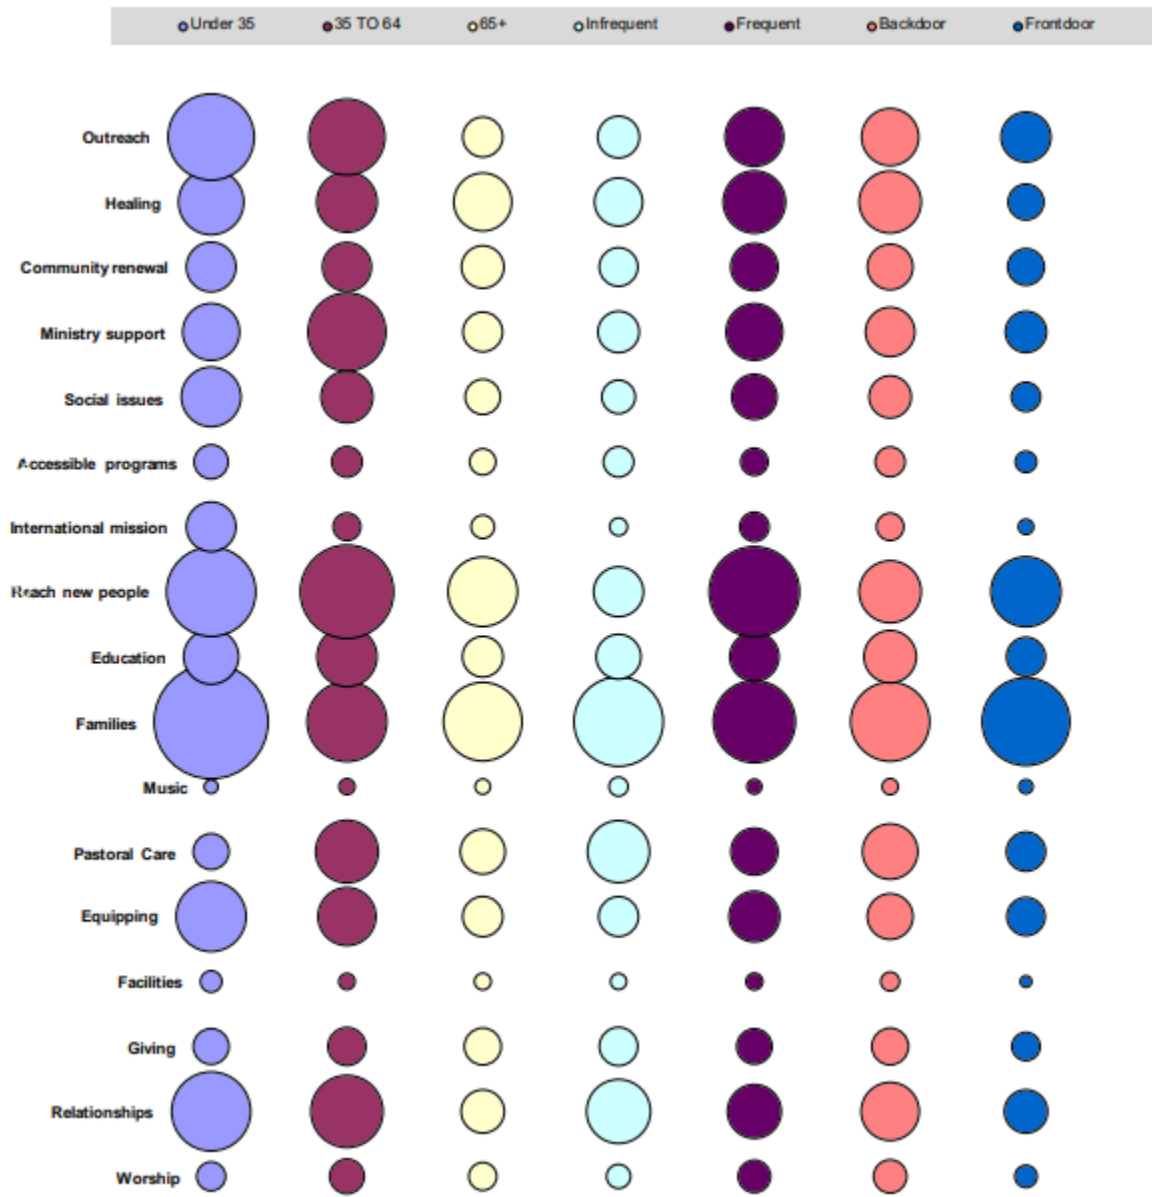 Under 35 35 TO 64 65+ Infrequent Frequent Backdoor Frontdoor
Outreach
Healing
Community renewal
Ministry support
Social issues
Accessible programs
International mission
Reach new people
Education
Families
Music
Pastoral Care
Equipping
Facilities
Giving
Relationships
Worship